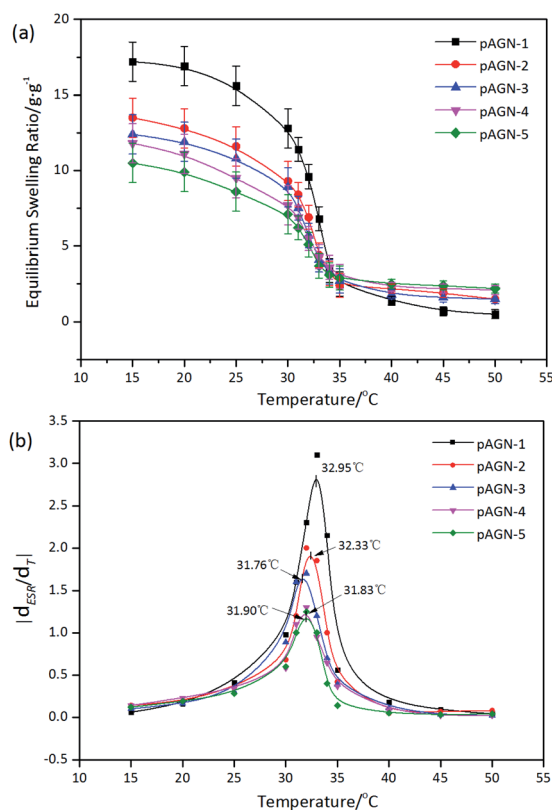 (a)
20
15
10
5
0
Equilibrium Swelling Ratio/g·g⁻¹
pAGN-1
pAGN-2
pAGN-3
pAGN-4
pAGN-5
10 15 20 25 30 35 40 45 50 55
Temperature/°C
(b)
3.5
3.0
2.5
2.0
1.5
1.0
0.5
0.0
-0.5
|dESR/dT|
pAGN-1
pAGN-2
pAGN-3
pAGN-4
pAGN-5
32.95℃
32.33℃
31.76℃
31.83℃
31.90℃
10 15 20 25 30 35 40 45 50 55
Temperature/°C